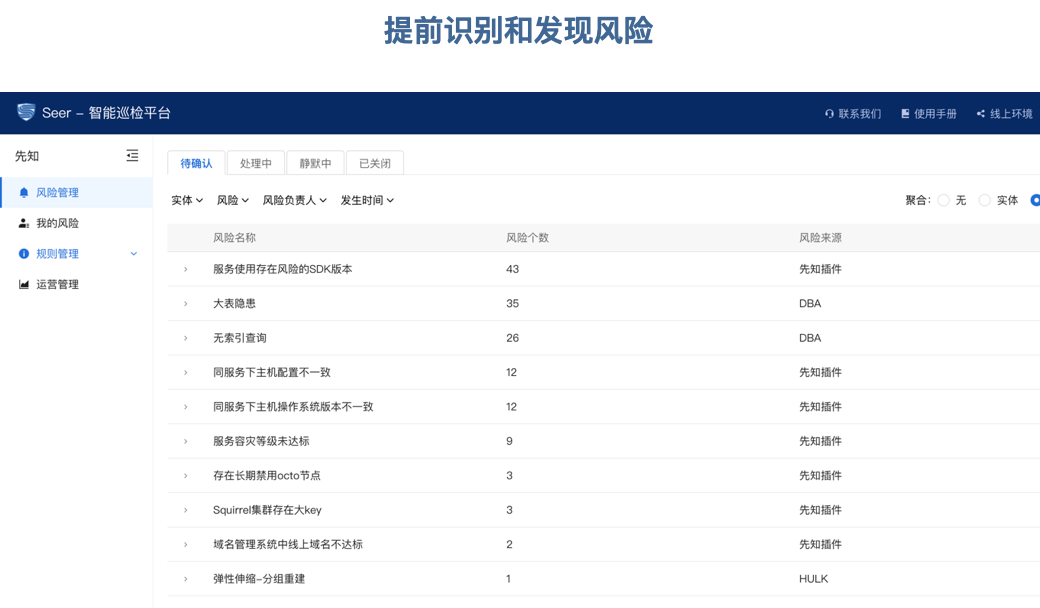 提前识别和发现风险
Seer – 智能巡检平台 联系我们 使用手册 线上环境
先知
风险管理
我的风险
规则管理
运营管理
待确认 处理中 静默中 已关闭
实体 风险 风险负责人 发生时间 聚合: 无 实体
风险名称 风险个数 风险来源
服务使用存在风险的SDK版本 43 先知插件
大表隐患 35 DBA
无索引查询 26 DBA
同服务下主机配置不一致 12 先知插件
同服务下主机操作系统版本不一致 12 先知插件
服务容灾等级未达标 9 先知插件
存在长期禁用octo节点 3 先知插件
Squirrel集群存在大key 3 先知插件
域名管理系统中线上域名不达标 2 先知插件
弹性伸缩–分组重建 1 HULK